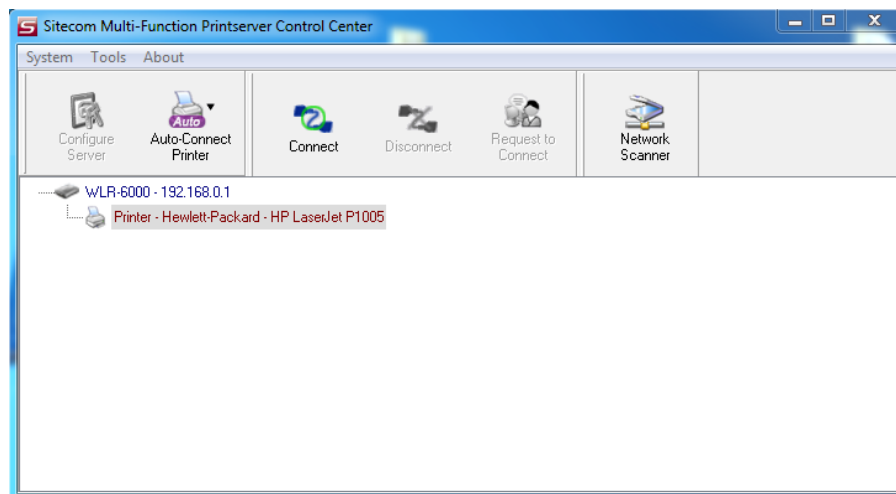 Sitecom Multi-Function Printserver Control Center
System Tools About
Configure Server
Auto
Auto-Connect Printer
Connect
Disconnect
Request to Connect
Network Scanner
WLR-6000 - 192.168.0.1
Printer - Hewlett-Packard - HP LaserJet P1005